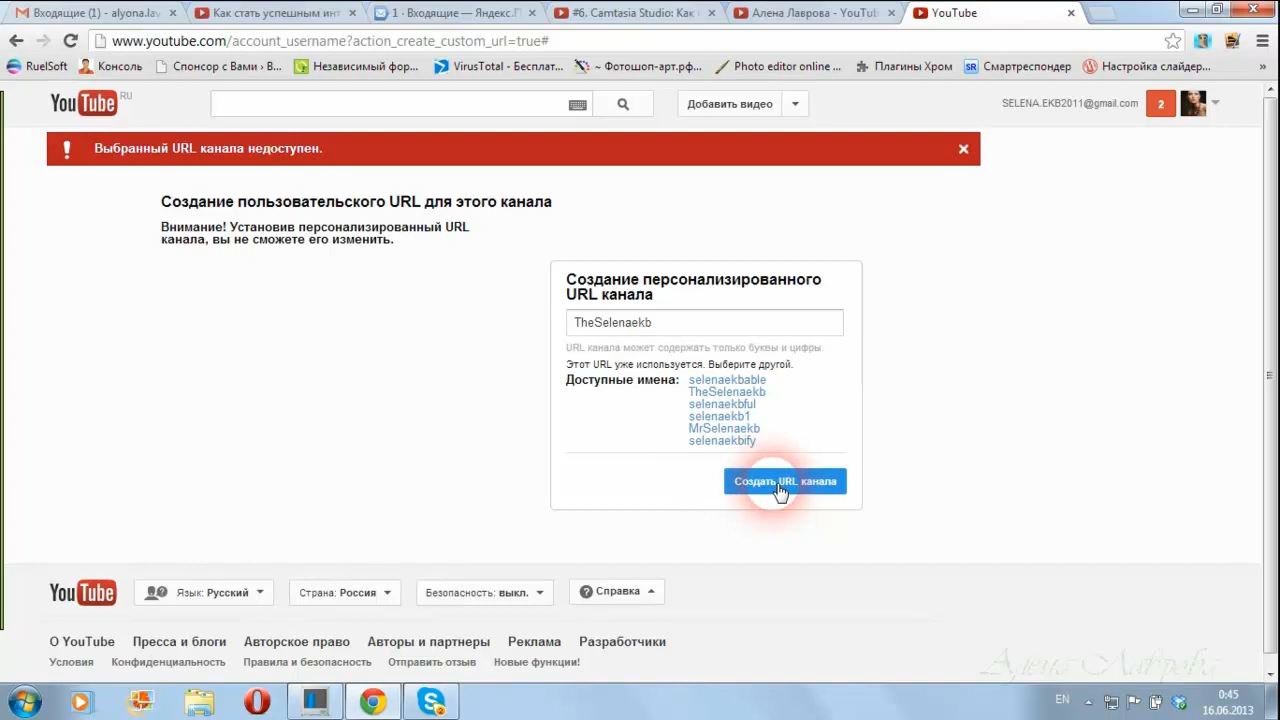 Входящие (1) - alyona.lav
Как стать успешным инт
1 · Входящие — Яндекс.П
#6. Camtasia Studio: Как
Алена Лаврова - YouTub
YouTube
www.youtube.com/account_username?action_create_custom_url=true#
RuelSoft
Консоль
Спонсор с Вами › В...
Независимый фор...
VirusTotal - Бесплат...
~ Фотошоп-арт.рф...
Photo editor online ...
Плагины Хром
SR Смартреспондер
Настройка слайдер...
»
YouTube RU
Добавить видео
SELENA.EKB2011@gmail.com
2
Выбранный URL канала недоступен.
Создание пользовательского URL для этого канала
Внимание! Установив персонализированный URL
канала, вы не сможете его изменить.
Создание персонализированного
URL канала
TheSelenaekb
URL канала может содержать только буквы и цифры
Этот URL уже используется. Выберите другой.
Доступные имена: selenaekbable
TheSelenaekb
selenaekbful
selenaekb1
MrSelenaekb
selenaekbify
Создать URL канала
YouTube
Язык: Русский
Страна: Россия
Безопасность: выкл.
Справка
О YouTube Пресса и блоги Авторское право Авторы и партнеры Реклама Разработчики
Условия Конфиденциальность Правила и безопасность Отправить отзыв Новые функции!
Алена Лаврова
EN
0:45
16.06.2013